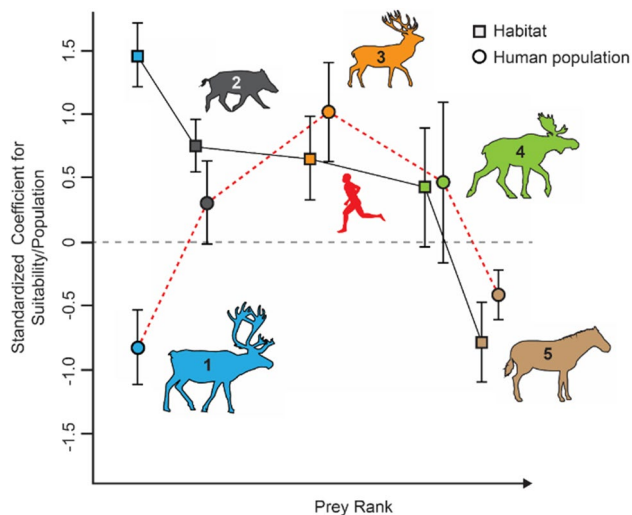 Habitat
Human population
Standardized Coefficient for
Suitability/Population
1.5
1.0
0.5
0
-0.5
-1.0
-1.5
1
2
3
4
5
Prey Rank